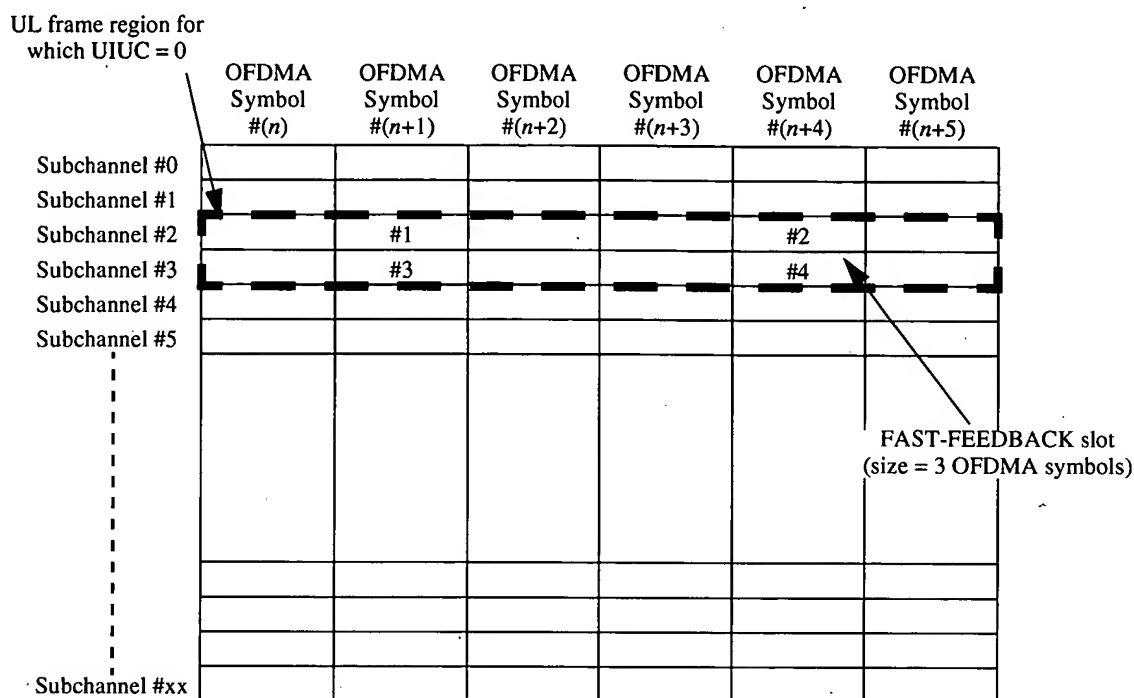 UL frame region for
which UIUC = 0
OFDMA Symbol #(n)
OFDMA Symbol #(n+1)
OFDMA Symbol #(n+2)
OFDMA Symbol #(n+3)
OFDMA Symbol #(n+4)
OFDMA Symbol #(n+5)
Subchannel #0
Subchannel #1
Subchannel #2
#1
#2
Subchannel #3
#3
#4
Subchannel #4
Subchannel #5
FAST-FEEDBACK slot
(size = 3 OFDMA symbols)
Subchannel #xx